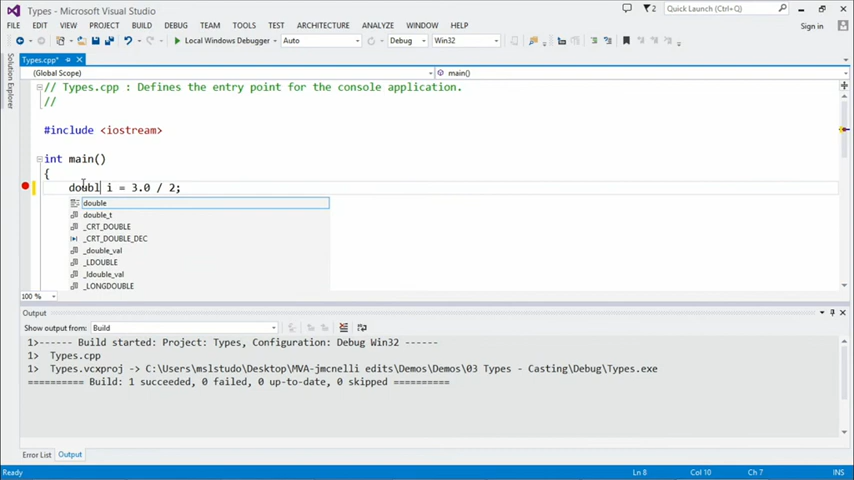 Types - Microsoft Visual Studio
2
Quick Launch (Ctrl+Q)
FILE EDIT VIEW PROJECT BUILD DEBUG TEAM TOOLS TEST ARCHITECTURE ANALYZE WINDOW HELP
Sign in
Local Windows Debugger Auto Debug Win32
Solution Explorer
Types.cpp*
(Global Scope)
main()
// Types.cpp : Defines the entry point for the console application.
//
#include <iostream>
int main()
{
doubl i = 3.0 / 2;
double
double_t
_CRT_DOUBLE
_CRT_DOUBLE_DEC
_double_val
_LDOUBLE
_ldouble_val
_LONGDOUBLE
100 %
Output
Show output from: Build
1>------ Build started: Project: Types, Configuration: Debug Win32 ------
1> Types.cpp
1> Types.vcxproj -> C:\Users\mslstudo\Desktop\MVA-jmcnelli edits\Demos\Demos\03 Types - Casting\Debug\Types.exe
========== Build: 1 succeeded, 0 failed, 0 up-to-date, 0 skipped ==========
Error List Output
Ready
Ln 8 Col 10 Ch 7
INS